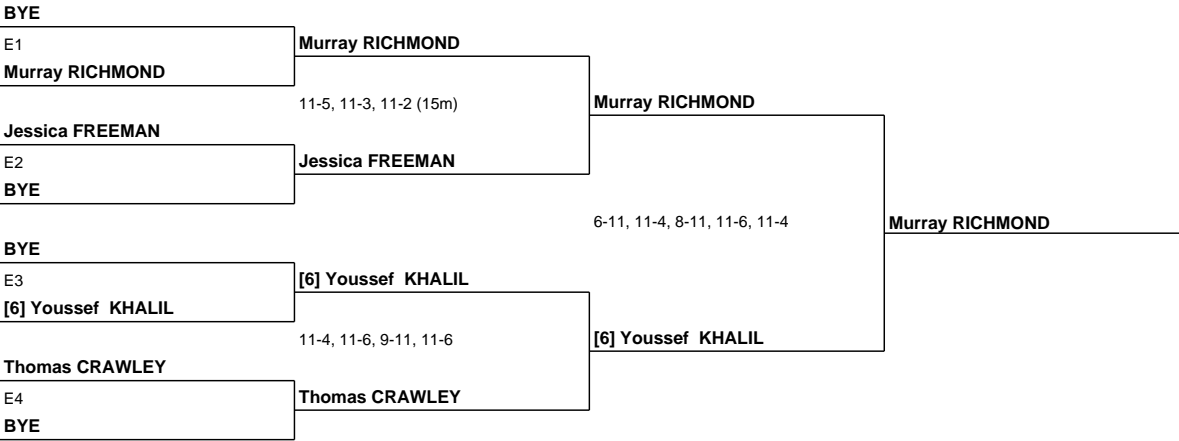 BYE
E1
Murray RICHMOND
Murray RICHMOND
11-5, 11-3, 11-2 (15m)
Murray RICHMOND
Jessica FREEMAN
E2
Jessica FREEMAN
BYE
6-11, 11-4, 8-11, 11-6, 11-4
Murray RICHMOND
BYE
E3
[6] Youssef  KHALIL
[6] Youssef  KHALIL
11-4, 11-6, 9-11, 11-6
[6] Youssef  KHALIL
Thomas CRAWLEY
E4
Thomas CRAWLEY
BYE